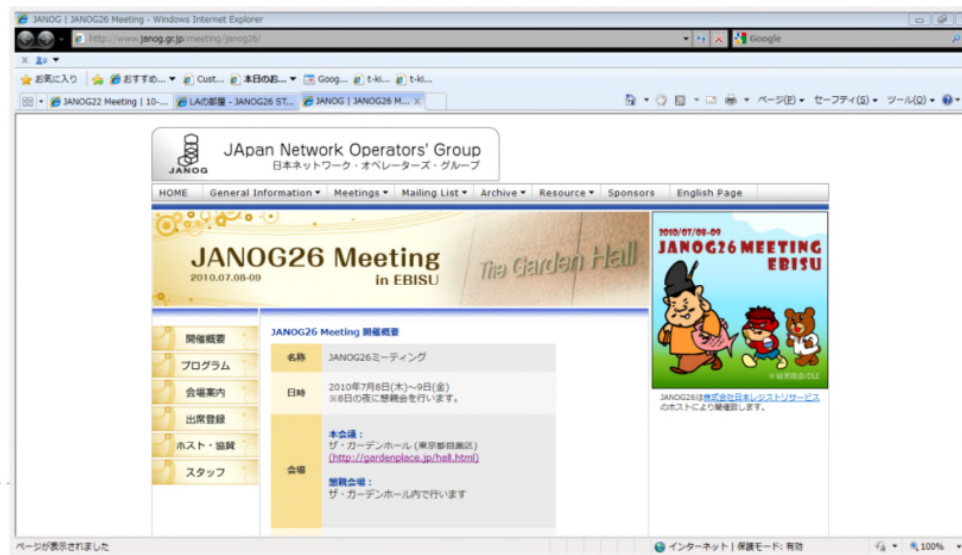 JANOG | JANOG26 Meeting - Windows Internet Explorer
http://www.janog.gr.jp/meeting/janog26/
Google
お気に入り
おすすめ...
Cust...
本日のお...
Goog...
t-ki...
t-ki...
JANOG22 Meeting | 10-...
LAの部屋 - JANOG26 ST...
JANOG | JANOG26 M...
ページ(P)
セーフティ(S)
ツール(O)
JANOG
JApan Network Operators' Group
日本ネットワーク・オペレーターズ・グループ
HOME General Information Meetings Mailing List Archive Resource Sponsors English Page
JANOG26 Meeting
2010.07.08-09
in EBISU
The Garden Hall
2010/07/08-09
JANOG26 MEETING
EBISU
JANOG26は株式会社日本レジストリサービス
のホストにより開催致します。
開催概要
プログラム
会場案内
出席登録
ホスト・協賛
スタッフ
JANOG26 Meeting 開催概要
名称 JANOG26ミーティング
日時 2010年7月8日(木)~9日(金)
※8日の夜に懇親会を行います。
会場
本会議：
ザ・ガーデンホール (東京都目黒区)
(http://gardenplace.jp/hall.html)
懇親会場：
ザ・ガーデンホール内で行います
ページが表示されました
インターネット | 保護モード: 有効
100%